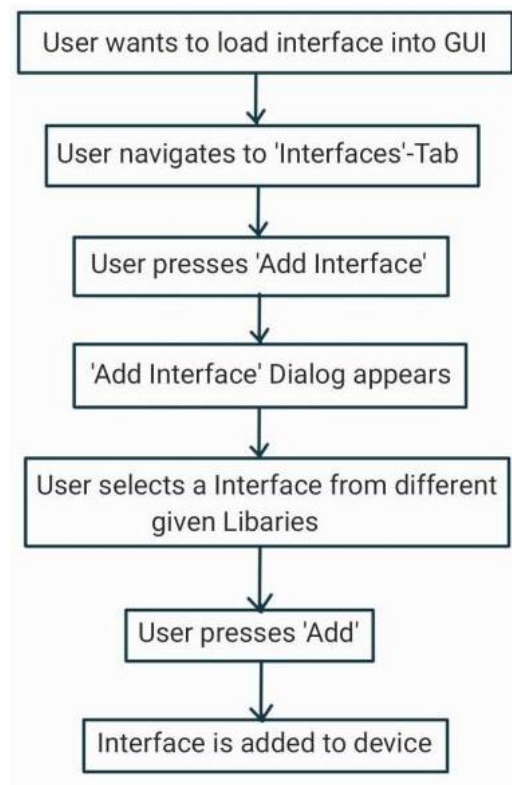 User wants to load interface into GUI
User navigates to 'Interfaces'-Tab
User presses 'Add Interface'
'Add Interface' Dialog appears
User selects a Interface from different
given Libaries
User presses 'Add'
Interface is added to device